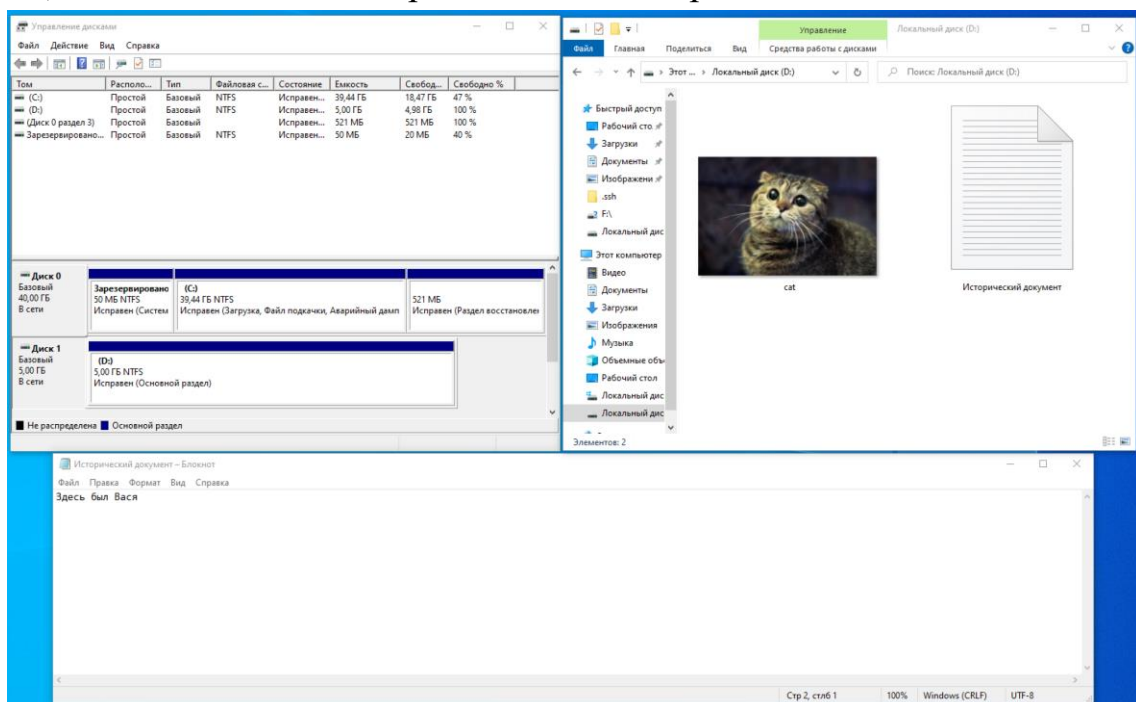 Управление дисками
Файл Действие Вид Справка
Том Располо... Тип Файловая с... Состояние Емкость Свобод... Свободно %
(C:) Простой Базовый NTFS Исправен... 39,44 ГБ 18,47 ГБ 47 %
(D:) Простой Базовый NTFS Исправен... 5,00 ГБ 4,98 ГБ 100 %
(Диск 0 раздел 3) Простой Базовый Исправен... 521 МБ 521 МБ 100 %
Зарезервировано... Простой Базовый NTFS Исправен... 50 МБ 20 МБ 40 %
Диск 0
Базовый
40,00 ГБ
В сети
Зарезервировано
50 МБ NTFS
Исправен (Систем
(C:)
39,44 ГБ NTFS
Исправен (Загрузка, Файл подкачки, Аварийный дамп
521 МБ
Исправен (Раздел восстановлен
Диск 1
Базовый
5,00 ГБ
В сети
(D:)
5,00 ГБ NTFS
Исправен (Основной раздел)
Не распределена Основной раздел
Управление Локальный диск (D:)
Файл Главная Поделиться Вид Средства работы с дисками
Этот ... Локальный диск (D:) Поиск: Локальный диск (D:)
Быстрый доступ
Рабочий сто
Загрузки
Документы
Изображени
.ssh
F:\
Локальный дис
Этот компьютер
Видео
Документы
Загрузки
Изображения
Музыка
Объемные объ
Рабочий стол
Локальный дис
Локальный дис
cat
Исторический документ
Элементов: 2
Исторический документ – Блокнот
Файл Правка Формат Вид Справка
Здесь был Вася
Стр 2, стлб 1 100% Windows (CRLF) UTF-8